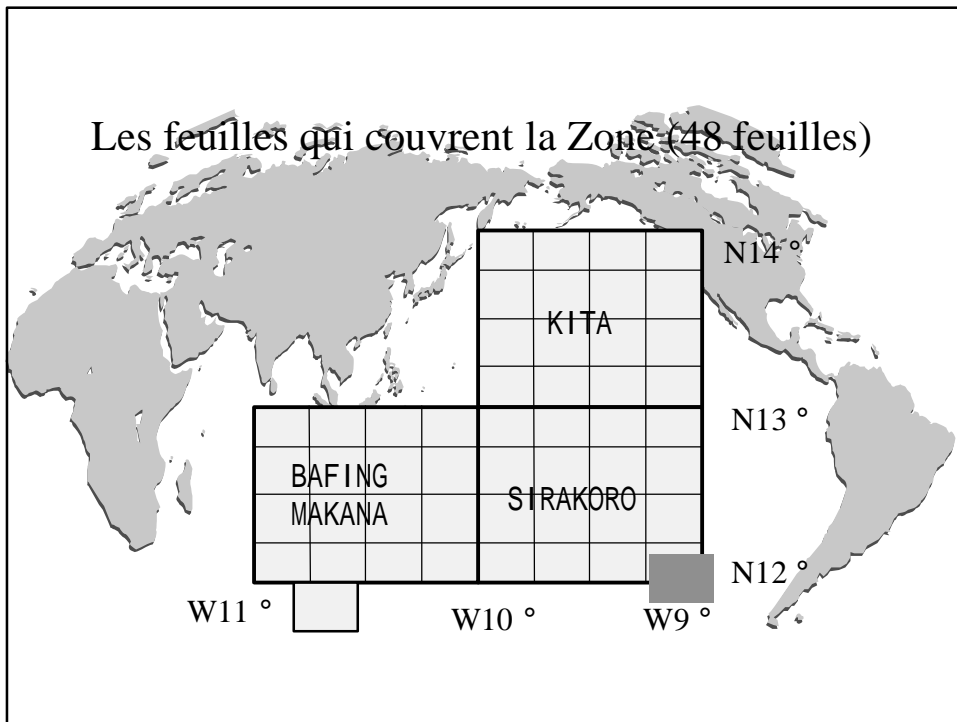 Les feuilles qui couvrent la Zone (48 feuilles)
N14 °
KITA
N13 °
BAFING
MAKANA
SIRAKORO
N12 °
W11 °
W10 °
W9 °